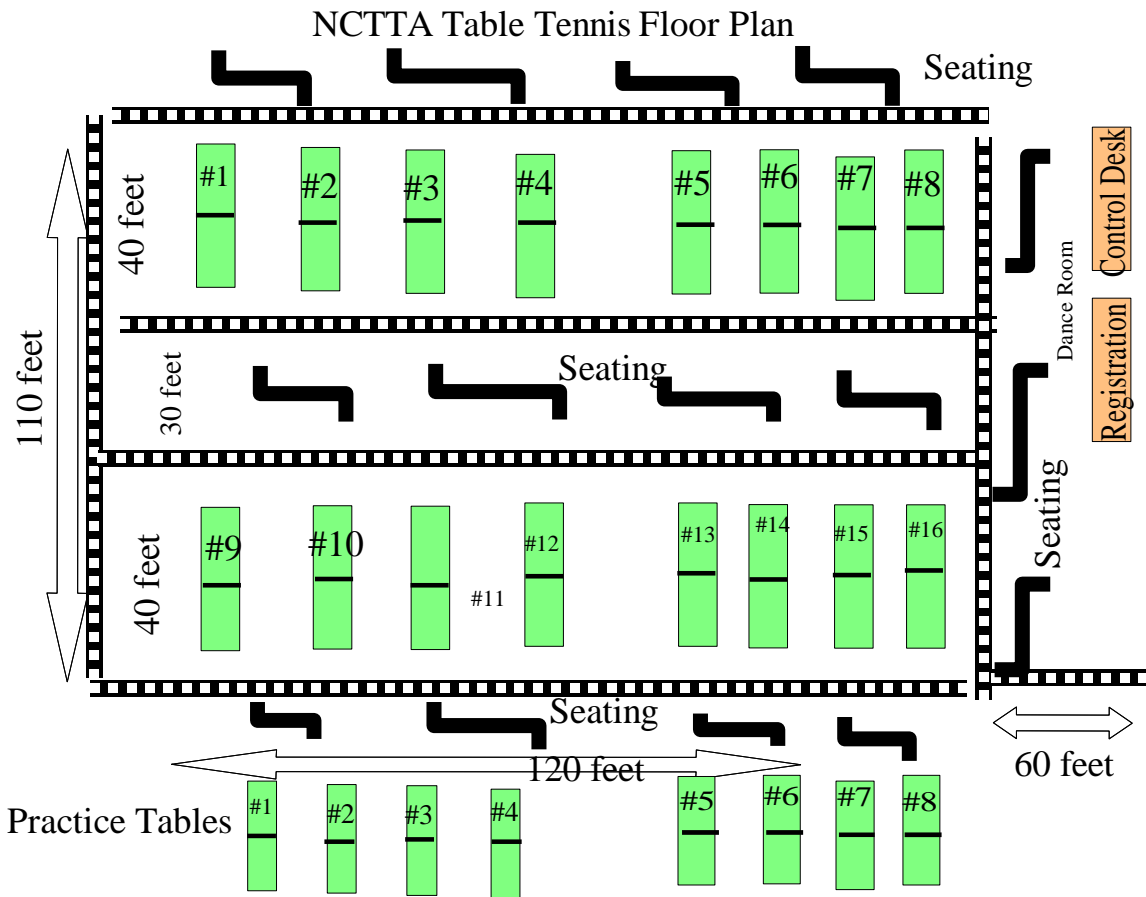 NCTTA Table Tennis Floor Plan
Seating
#1
#2
#3
#4
#5
#6
#7
#8
40 feet
Control Desk
Dance Room
110 feet
30 feet
Seating
Registration
#9
#10
#11
#12
#13
#14
#15
#16
40 feet
Seating
Seating
120 feet
60 feet
Practice Tables
#1
#2
#3
#4
#5
#6
#7
#8